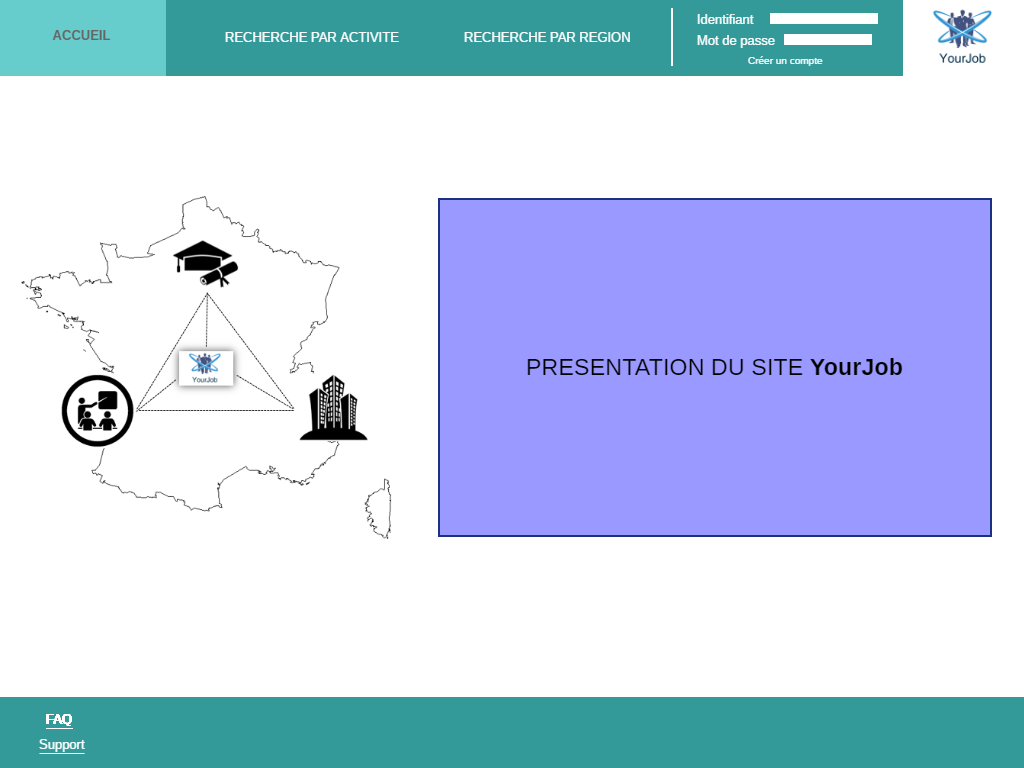 ACCUEIL
RECHERCHE PAR ACTIVITE
RECHERCHE PAR REGION
Identifiant
Mot de passe
Créer un compte
YourJob
YourJob
PRESENTATION DU SITE YourJob
FAQ
Support